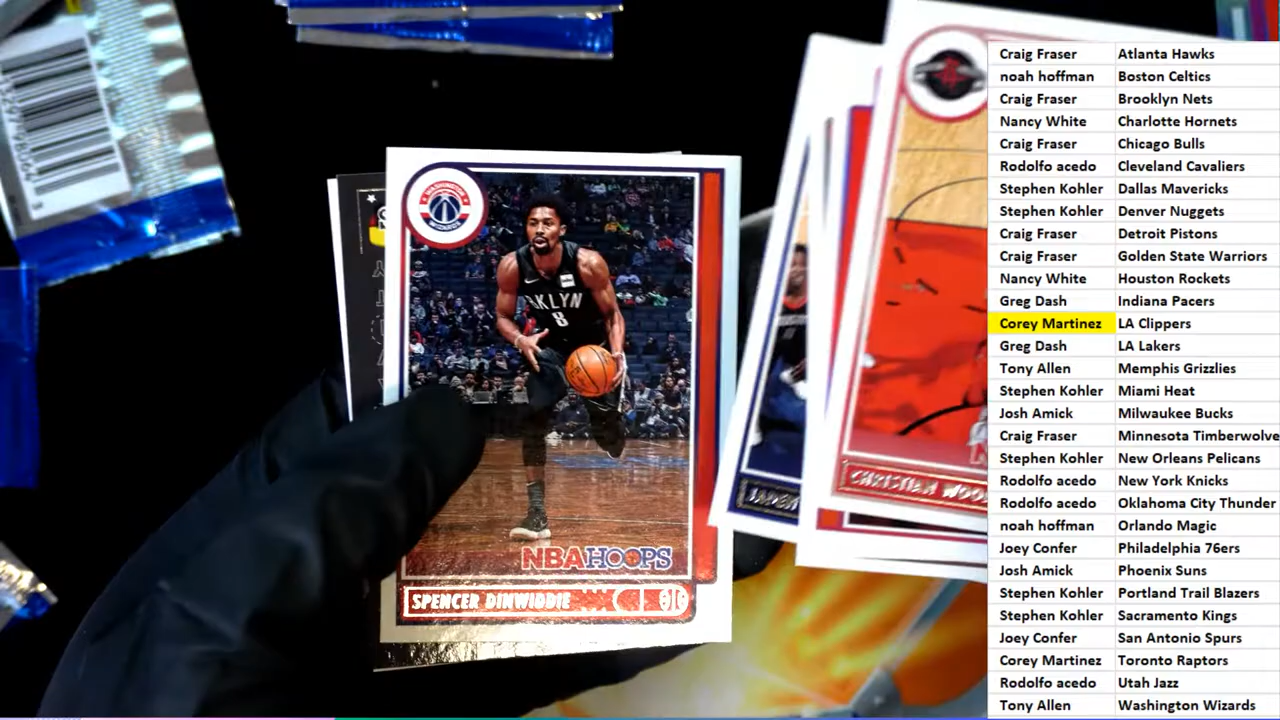 WASHINGTON
WIZARDS
KLYN
8
NBA HOOPS
SPENCER DINWIDDIE
G
CHRISTIAN WOO
Craig Fraser Atlanta Hawks
noah hoffman Boston Celtics
Craig Fraser Brooklyn Nets
Nancy White Charlotte Hornets
Craig Fraser Chicago Bulls
Rodolfo acedo Cleveland Cavaliers
Stephen Kohler Dallas Mavericks
Stephen Kohler Denver Nuggets
Craig Fraser Detroit Pistons
Craig Fraser Golden State Warriors
Nancy White Houston Rockets
Greg Dash Indiana Pacers
Corey Martinez LA Clippers
Greg Dash LA Lakers
Tony Allen Memphis Grizzlies
Stephen Kohler Miami Heat
Josh Amick Milwaukee Bucks
Craig Fraser Minnesota Timberwolve
Stephen Kohler New Orleans Pelicans
Rodolfo acedo New York Knicks
Rodolfo acedo Oklahoma City Thunder
noah hoffman Orlando Magic
Joey Confer Philadelphia 76ers
Josh Amick Phoenix Suns
Stephen Kohler Portland Trail Blazers
Stephen Kohler Sacramento Kings
Joey Confer San Antonio Spurs
Corey Martinez Toronto Raptors
Rodolfo acedo Utah Jazz
Tony Allen Washington Wizards